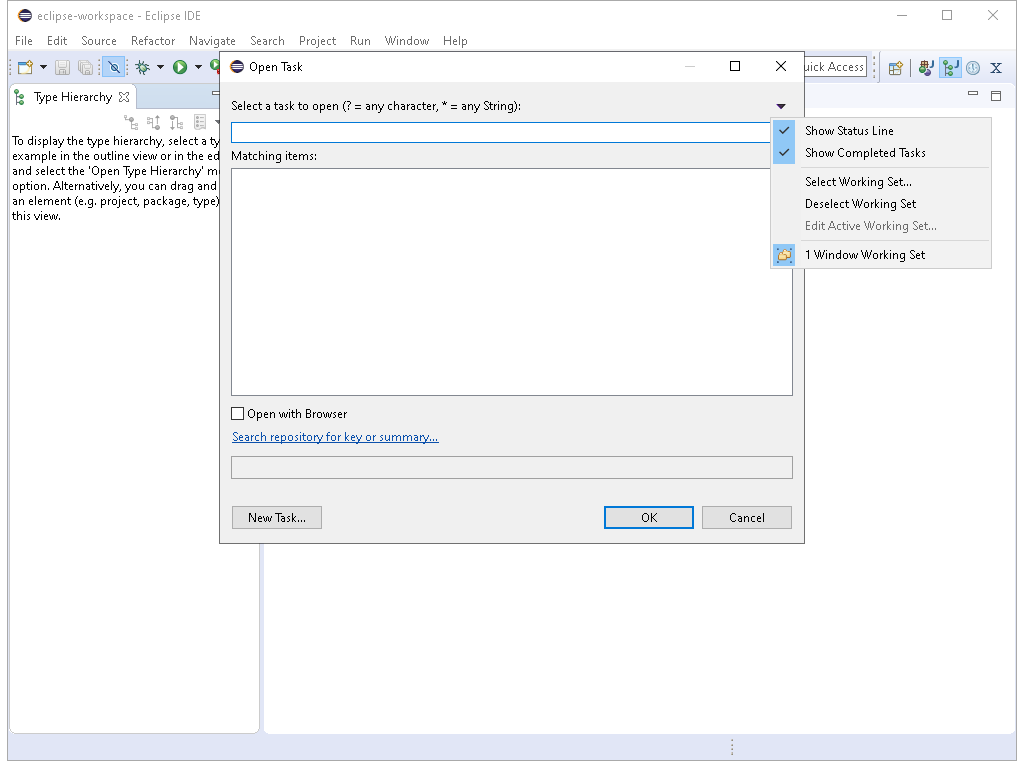 eclipse-workspace - Eclipse IDE
File Edit Source Refactor Navigate Search Project Run Window Help
Open Task
Access
Type Hierarchy
To display the type hierarchy, select a
example in the outline view or in the
and select the 'Open Type Hierarchy'
option. Alternatively, you can drag and
an element (e.g. project, package, type)
this view.
Select a task to open (? = any character, * = any String):
Matching items:
Show Status Line
Show Completed Tasks
Select Working Set...
Deselect Working Set
Edit Active Working Set...
1 Window Working Set
Open with Browser
Search repository for key or summary...
New Task...
OK
Cancel